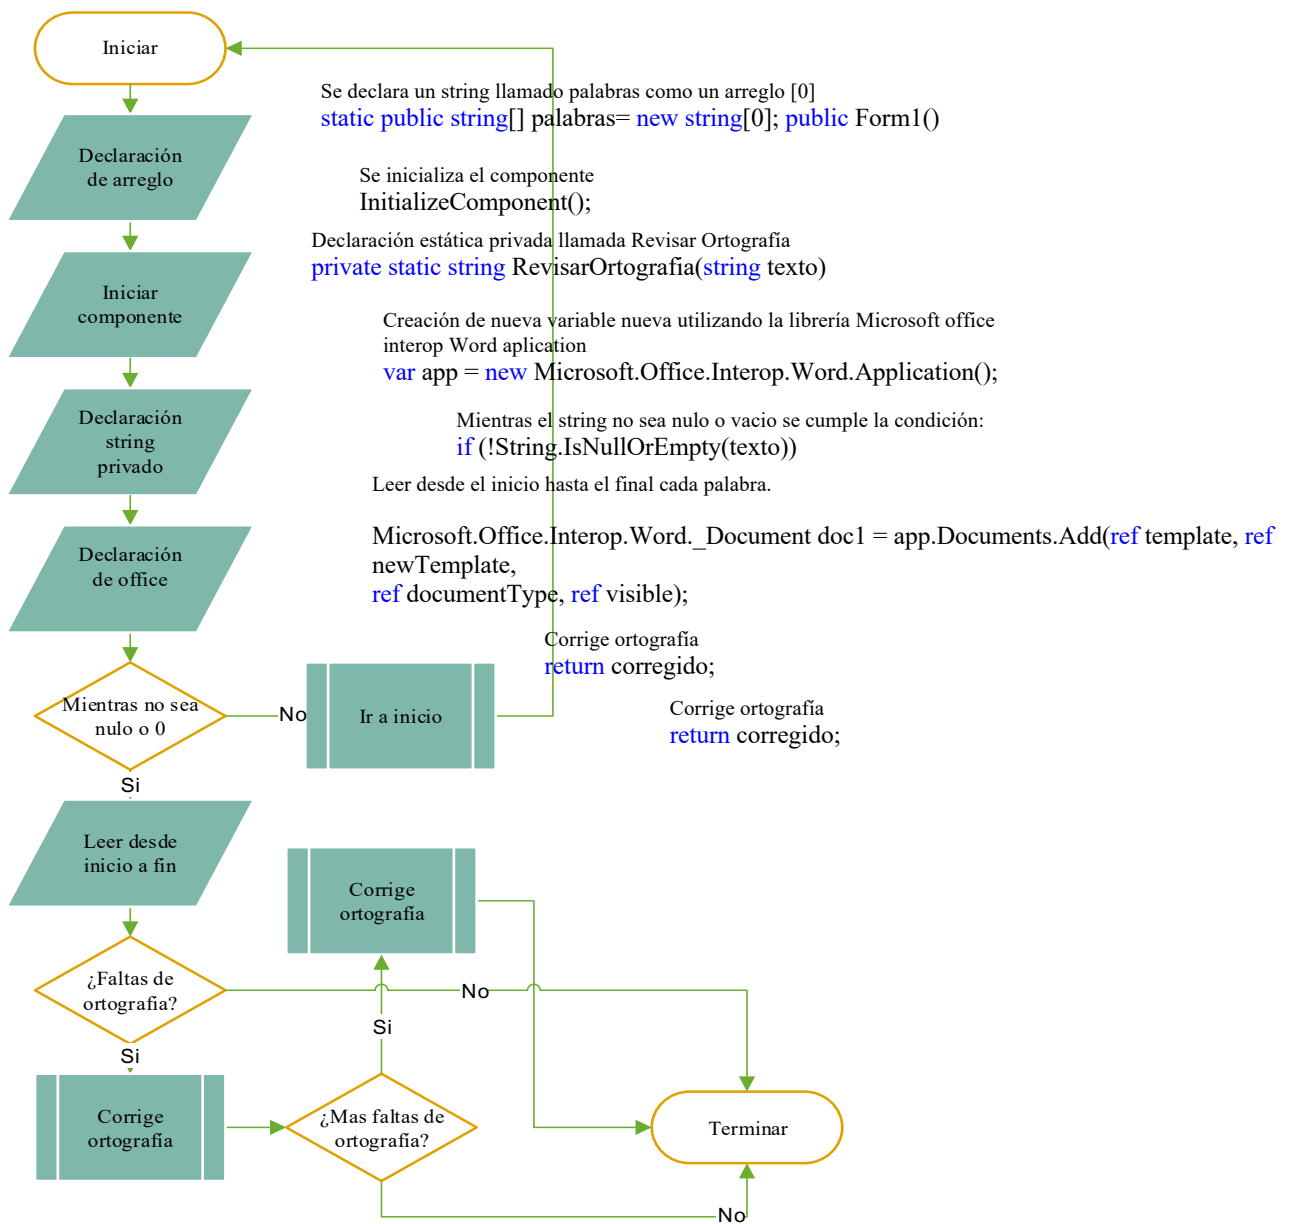 Iniciar
Se declara un string llamado palabras como un arreglo [0]
static public string[] palabras= new string[0]; public Form1()
Declaración
de arreglo
Se inicializa el componente
InitializeComponent();
Declaración estática privada llamada Revisar Ortografía
private static string RevisarOrtografia(string texto)
Iniciar
componente
Creación de nueva variable nueva utilizando la librería Microsoft office
interop Word aplication
var app = new Microsoft.Office.Interop.Word.Application();
Declaración
string
privado
Mientras el string no sea nulo o vacio se cumple la condición:
if (!String.IsNullOrEmpty(texto))
Leer desde el inicio hasta el final cada palabra.
Microsoft.Office.Interop.Word._Document doc1 = app.Documents.Add(ref template, ref
newTemplate,
ref documentType, ref visible);
Declaración
de office
Corrige ortografía
return corregido;
Mientras no sea
nulo o 0
No
Ir a inicio
Corrige ortografía
return corregido;
Si
Leer desde
inicio a fin
Corrige
ortografía
¿Faltas de
ortografia?
No
Si
Si
Corrige
ortografía
¿Mas faltas de
ortografía?
Terminar
No